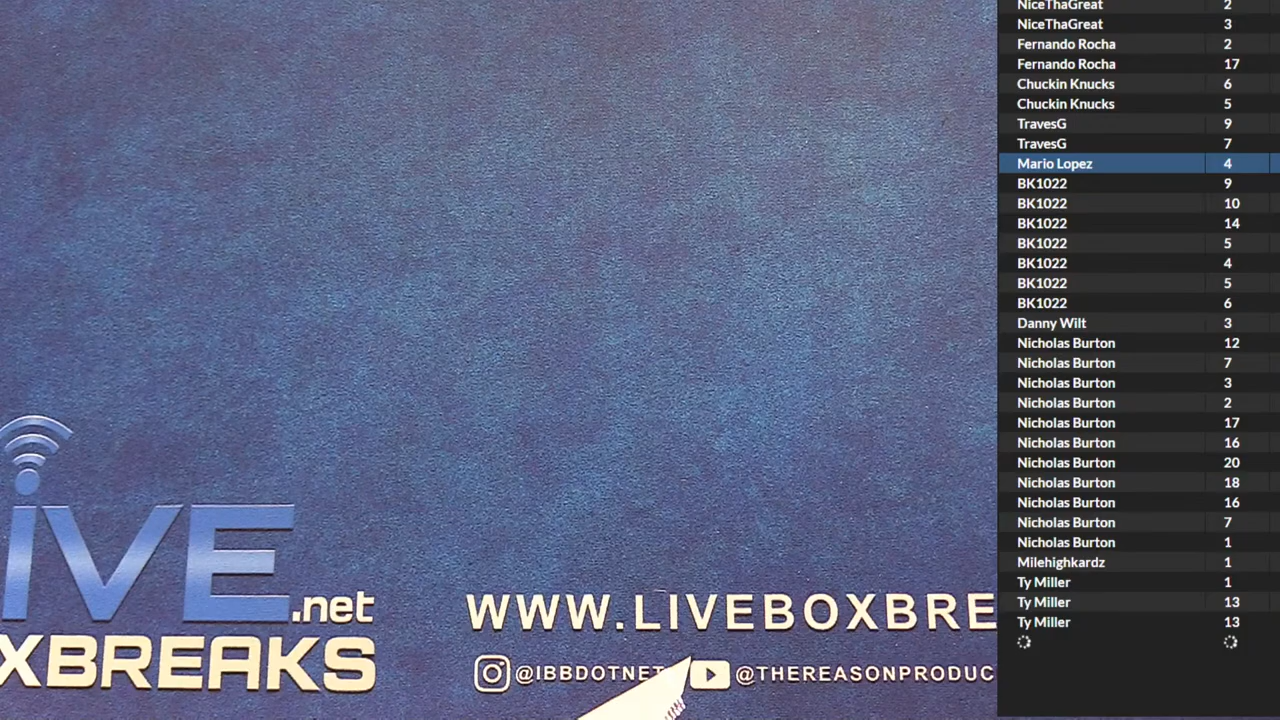 NiceThaGreat 2
NiceThaGreat 3
Fernando Rocha 2
Fernando Rocha 17
Chuckin Knucks 6
Chuckin Knucks 5
TravesG 9
TravesG 7
Mario Lopez 4
BK1022 9
BK1022 10
BK1022 14
BK1022 5
BK1022 4
BK1022 5
BK1022 6
Danny Wilt 3
Nicholas Burton 12
Nicholas Burton 7
Nicholas Burton 3
Nicholas Burton 2
Nicholas Burton 17
Nicholas Burton 16
Nicholas Burton 20
Nicholas Burton 18
Nicholas Burton 16
Nicholas Burton 7
Nicholas Burton 1
Milehighkardz 1
Ty Miller 1
Ty Miller 13
Ty Miller 13
iVE.net
XBREAKS
WWW.LIVEBOXBRE
@IBBDOTNET @THEREASONPRODUC